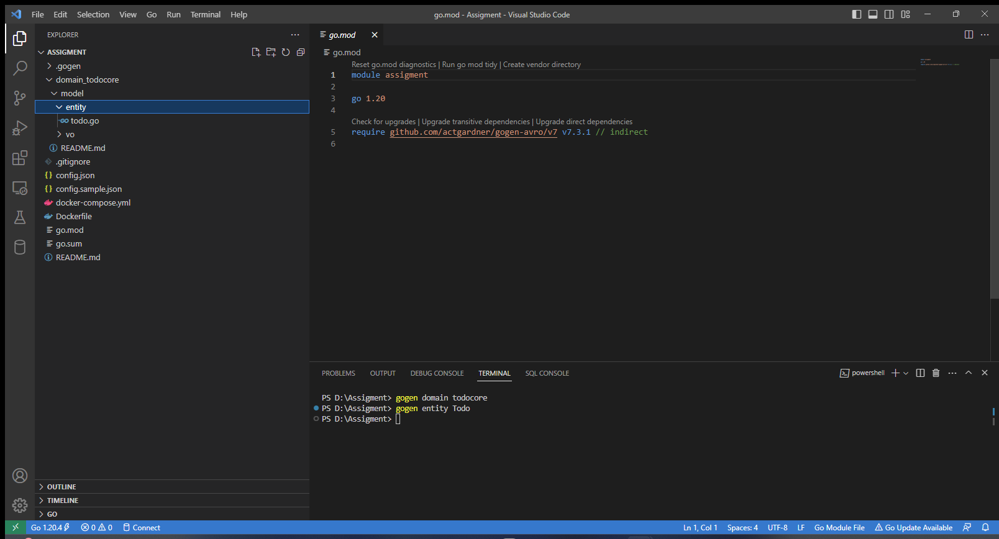 File Edit Selection View Go Run Terminal Help
go.mod - Assigment - Visual Studio Code
EXPLORER
ASSIGMENT
.gogen
domain_todocore
model
entity
todo.go
vo
README.md
.gitignore
config.json
config.sample.json
docker-compose.yml
Dockerfile
go.mod
go.sum
README.md
OUTLINE
TIMELINE
GO
go.mod
go.mod
Reset go.mod diagnostics | Run go mod tidy | Create vendor directory
1 module assigment
2
3 go 1.20
4
Check for upgrades | Upgrade transitive dependencies | Upgrade direct dependencies
5 require github.com/actgardner/gogen-avro/v7 v7.3.1 // indirect
6
PROBLEMS OUTPUT DEBUG CONSOLE TERMINAL SQL CONSOLE
powershell
PS D:\Assigment> gogen domain todocore
PS D:\Assigment> gogen entity Todo
PS D:\Assigment>
Go 1.20.4 0 0 Connect
Ln 1, Col 1 Spaces: 4 UTF-8 LF Go Module File Go Update Available